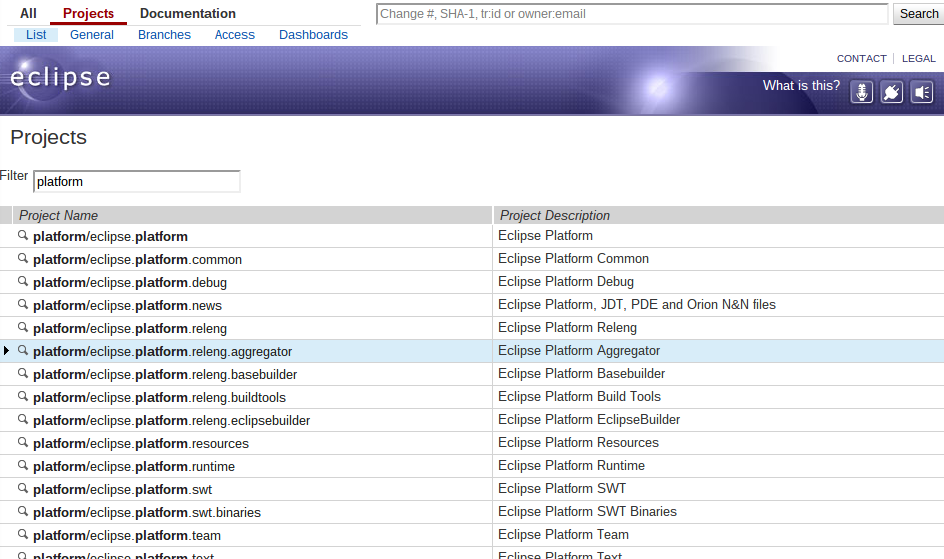 All Projects Documentation
Change #, SHA-1, tr:id or owner:email Search
List General Branches Access Dashboards
CONTACT LEGAL
eclipse
What is this?
Projects
Filter platform
Project Name Project Description
platform/eclipse.platform Eclipse Platform
platform/eclipse.platform.common Eclipse Platform Common
platform/eclipse.platform.debug Eclipse Platform Debug
platform/eclipse.platform.news Eclipse Platform, JDT, PDE and Orion N&N files
platform/eclipse.platform.releng Eclipse Platform Releng
platform/eclipse.platform.releng.aggregator Eclipse Platform Aggregator
platform/eclipse.platform.releng.basebuilder Eclipse Platform Basebuilder
platform/eclipse.platform.releng.buildtools Eclipse Platform Build Tools
platform/eclipse.platform.releng.eclipsebuilder Eclipse Platform EclipseBuilder
platform/eclipse.platform.resources Eclipse Platform Resources
platform/eclipse.platform.runtime Eclipse Platform Runtime
platform/eclipse.platform.swt Eclipse Platform SWT
platform/eclipse.platform.swt.binaries Eclipse Platform SWT Binaries
platform/eclipse.platform.team Eclipse Platform Team
platform/eclipse.platform.text Eclipse Platform Text